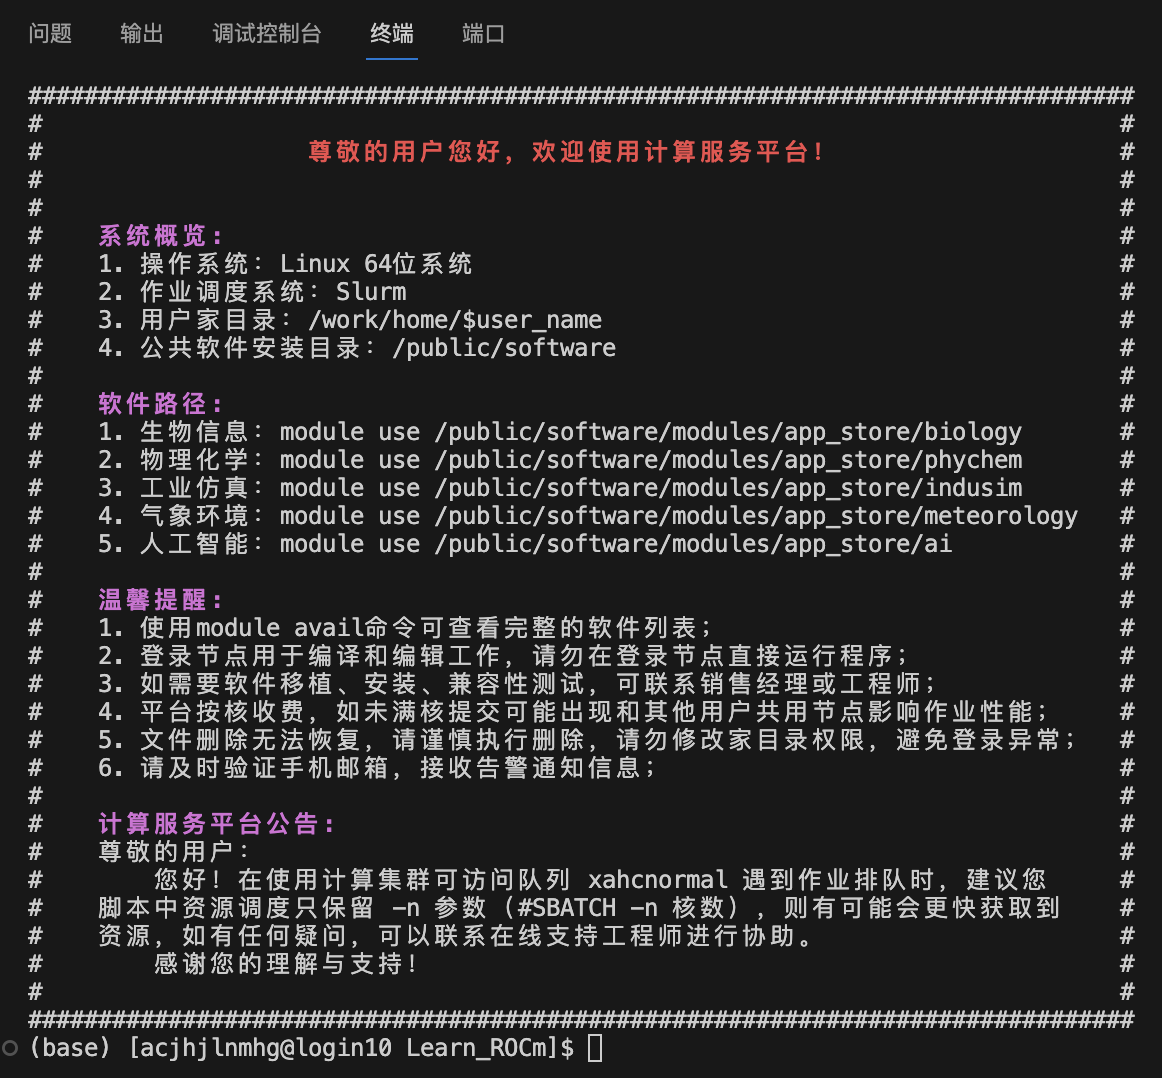 问题 输出 调试控制台 终端 端口
###############################################################################
# #
# 尊敬的用户您好，欢迎使用计算服务平台！ #
# #
# #
# 系统概览： #
# 1. 操作系统：Linux 64位系统 #
# 2. 作业调度系统：Slurm #
# 3. 用户家目录：/work/home/$user_name #
# 4. 公共软件安装目录：/public/software #
# #
# 软件路径： #
# 1. 生物信息：module use /public/software/modules/app_store/biology #
# 2. 物理化学：module use /public/software/modules/app_store/phychem #
# 3. 工业仿真：module use /public/software/modules/app_store/indusim #
# 4. 气象环境：module use /public/software/modules/app_store/meteorology #
# 5. 人工智能：module use /public/software/modules/app_store/ai #
# #
# 温馨提醒： #
# 1. 使用module avail命令可查看完整的软件列表； #
# 2. 登录节点用于编译和编辑工作，请勿在登录节点直接运行程序； #
# 3. 如需要软件移植、安装、兼容性测试，可联系销售经理或工程师； #
# 4. 平台按核收费，如未满核提交可能出现和其他用户共用节点影响作业性能； #
# 5. 文件删除无法恢复，请谨慎执行删除，请勿修改家目录权限，避免登录异常； #
# 6. 请及时验证手机邮箱，接收告警通知信息； #
# #
# 计算服务平台公告： #
# 尊敬的用户： #
# 您好！在使用计算集群可访问队列 xahcnormal 遇到作业排队时，建议您 #
# 脚本中资源调度只保留 -n 参数（#SBATCH -n 核数），则有可能会更快获取到 #
# 资源，如有任何疑问，可以联系在线支持工程师进行协助。 #
# 感谢您的理解与支持！ #
# #
###############################################################################
(base) [acjhjlnmhg@login10 Learn_ROCm]$